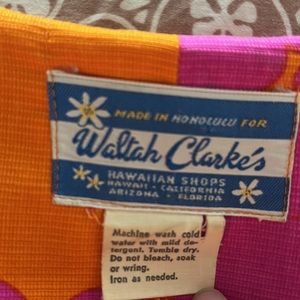 MADE IN HONOLULU FOR
Waltah Clarke's
HAWAIIAN SHOPS
HAWAII - CALIFORNIA
ARIZONA - FLORIDA
Machine wash cold
water with mild de-
tergent. Tumble dry.
Do not bleach, soak
or wring.
Iron as needed.